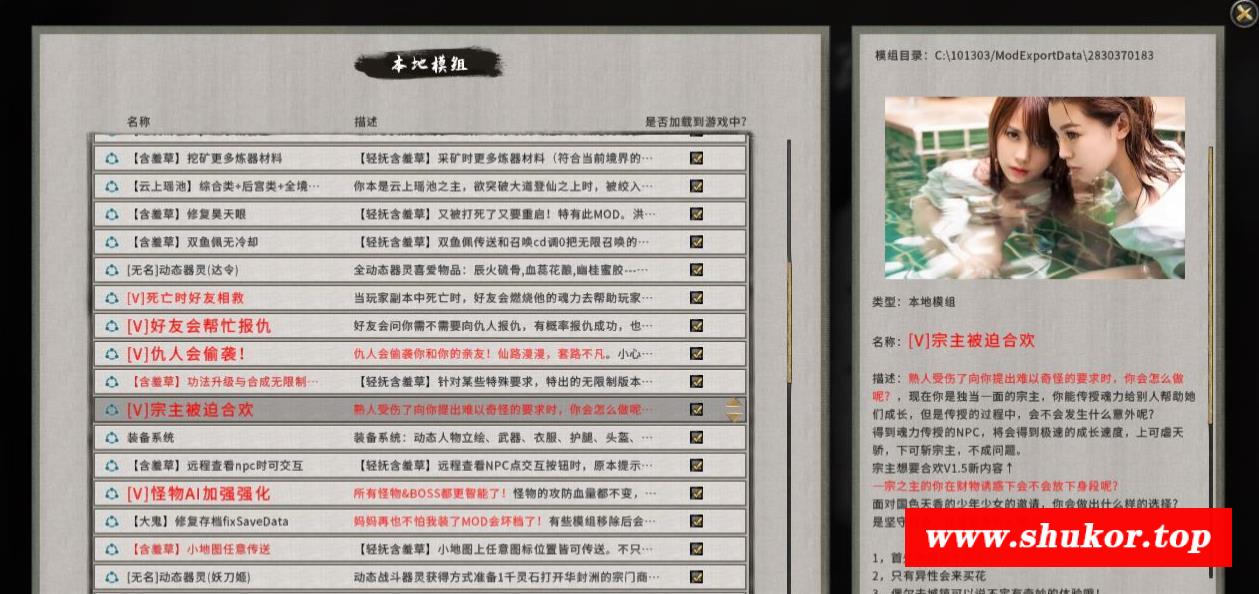 本地模组
名称 描述 是否加载到游戏中?
【含羞草】挖矿更多炼器材料 【轻抚含羞草】采矿时更多炼器材料（符合当前境界的…
【云上瑶池】综合类+后宫类+全境… 你本是云上瑶池之主，欲突破大道登仙之上时，被绞入…
【含羞草】修复昊天眼 【轻抚含羞草】又被打死了又要重启！特有此MOD。洪…
【含羞草】双鱼佩无冷却 【轻抚含羞草】双鱼佩传送和召唤cd调0把无限召唤的…
[无名]动态器灵(达令) 全动态器灵喜爱物品：辰火硫骨,血蕊花酿,幽桂蜜胶---…
[V]死亡时好友相救 当玩家副本中死亡时，好友会燃烧他的魂力去帮助玩家…
[V]好友会帮忙报仇 好友会问你需不需要向仇人报仇，有概率报仇成功，也…
[V]仇人会偷袭! 仇人会偷袭你和你的亲友！仙路漫漫，套路不凡。小心…
【含羞草】功法升级与合成无限制… 【轻抚含羞草】针对某些特殊要求，特出的无限制版本…
[V]宗主被迫合欢 熟人受伤了向你提出难以奇怪的要求时，你会怎么做呢…
装备系统 装备系统：动态人物立绘、武器、衣服、护腿、头盔、…
【含羞草】远程查看npc时可交互 【轻抚含羞草】远程查看NPC点交互按钮时，原本提示…
[V]怪物AI加强强化 所有怪物&BOSS都更智能了！怪物的攻防血量都不变，…
【大鬼】修复存档fixSaveData 妈妈再也不怕我装了MOD会坏档了！有些模组移除后会…
【含羞草】小地图任意传送 【轻抚含羞草】小地图上任意图标位置皆可传送。不只…
[无名]动态器灵(妖刀姬) 动态战斗器灵获得方式准备1千灵石打开华封洲的宗门商…
模组目录：C:\101303/ModExportData\2830370183
类型：本地模组
名称：[V]宗主被迫合欢
描述：熟人受伤了向你提出难以奇怪的要求时，你会怎么做
呢？，现在你是独当一面的宗主，你能传授魂力给别人帮助她
们成长，但是传授的过程中，会不会发生什么意外呢？
得到魂力传授的NPC，将会得到极速的成长速度，上可虐天
骄，下可斩宗主，不成问题。
宗主想要合欢V1.5新内容↑
一宗之主的你在财物诱惑下会不会放下身段呢？
面对国色天香的少年少女的邀请，你会做出什么样的选择？
是坚守
www.shukor.top
1，首
2，只有异性会来买花